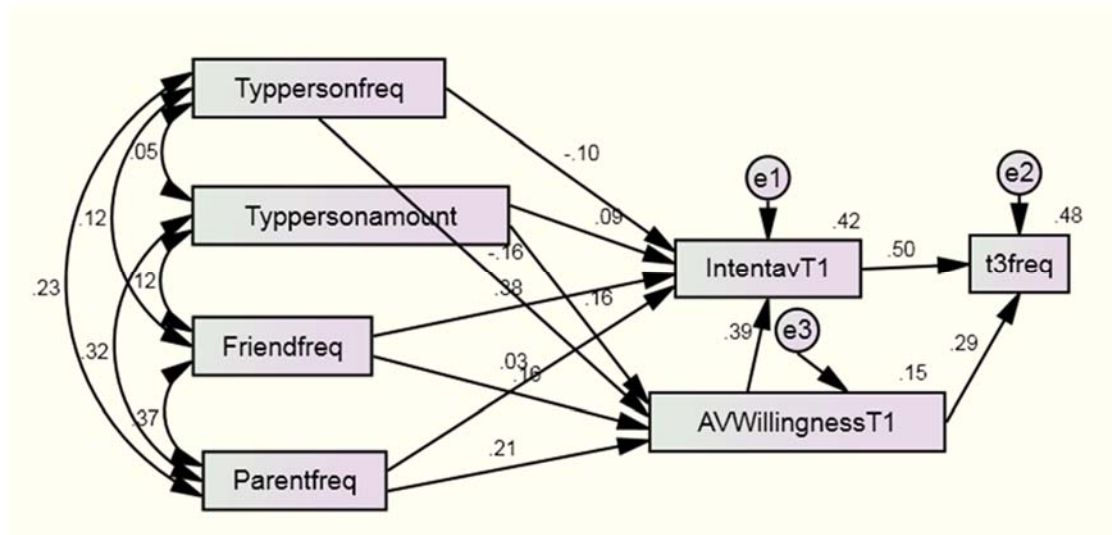 Typpersonfreq
-.10
.05
e1
e2
Typpersonamount
.09
.42
.48
.12
-.16
IntentavT1
.50
t3freq
.23
.12
.38
.16
Friendfreq
.39
e3
.29
.32
.03
.16
.15
.37
AVWillingnessT1
.21
Parentfreq